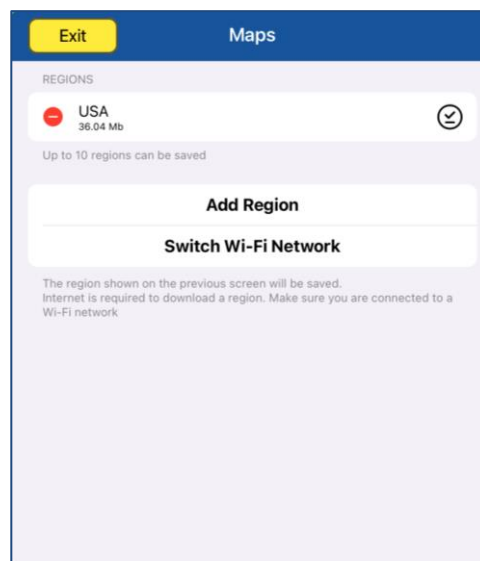 Exit
Maps
REGIONS
USA
36.04 Mb
Up to 10 regions can be saved
Add Region
Switch Wi-Fi Network
The region shown on the previous screen will be saved.
Internet is required to download a region. Make sure you are connected to a
Wi-Fi network